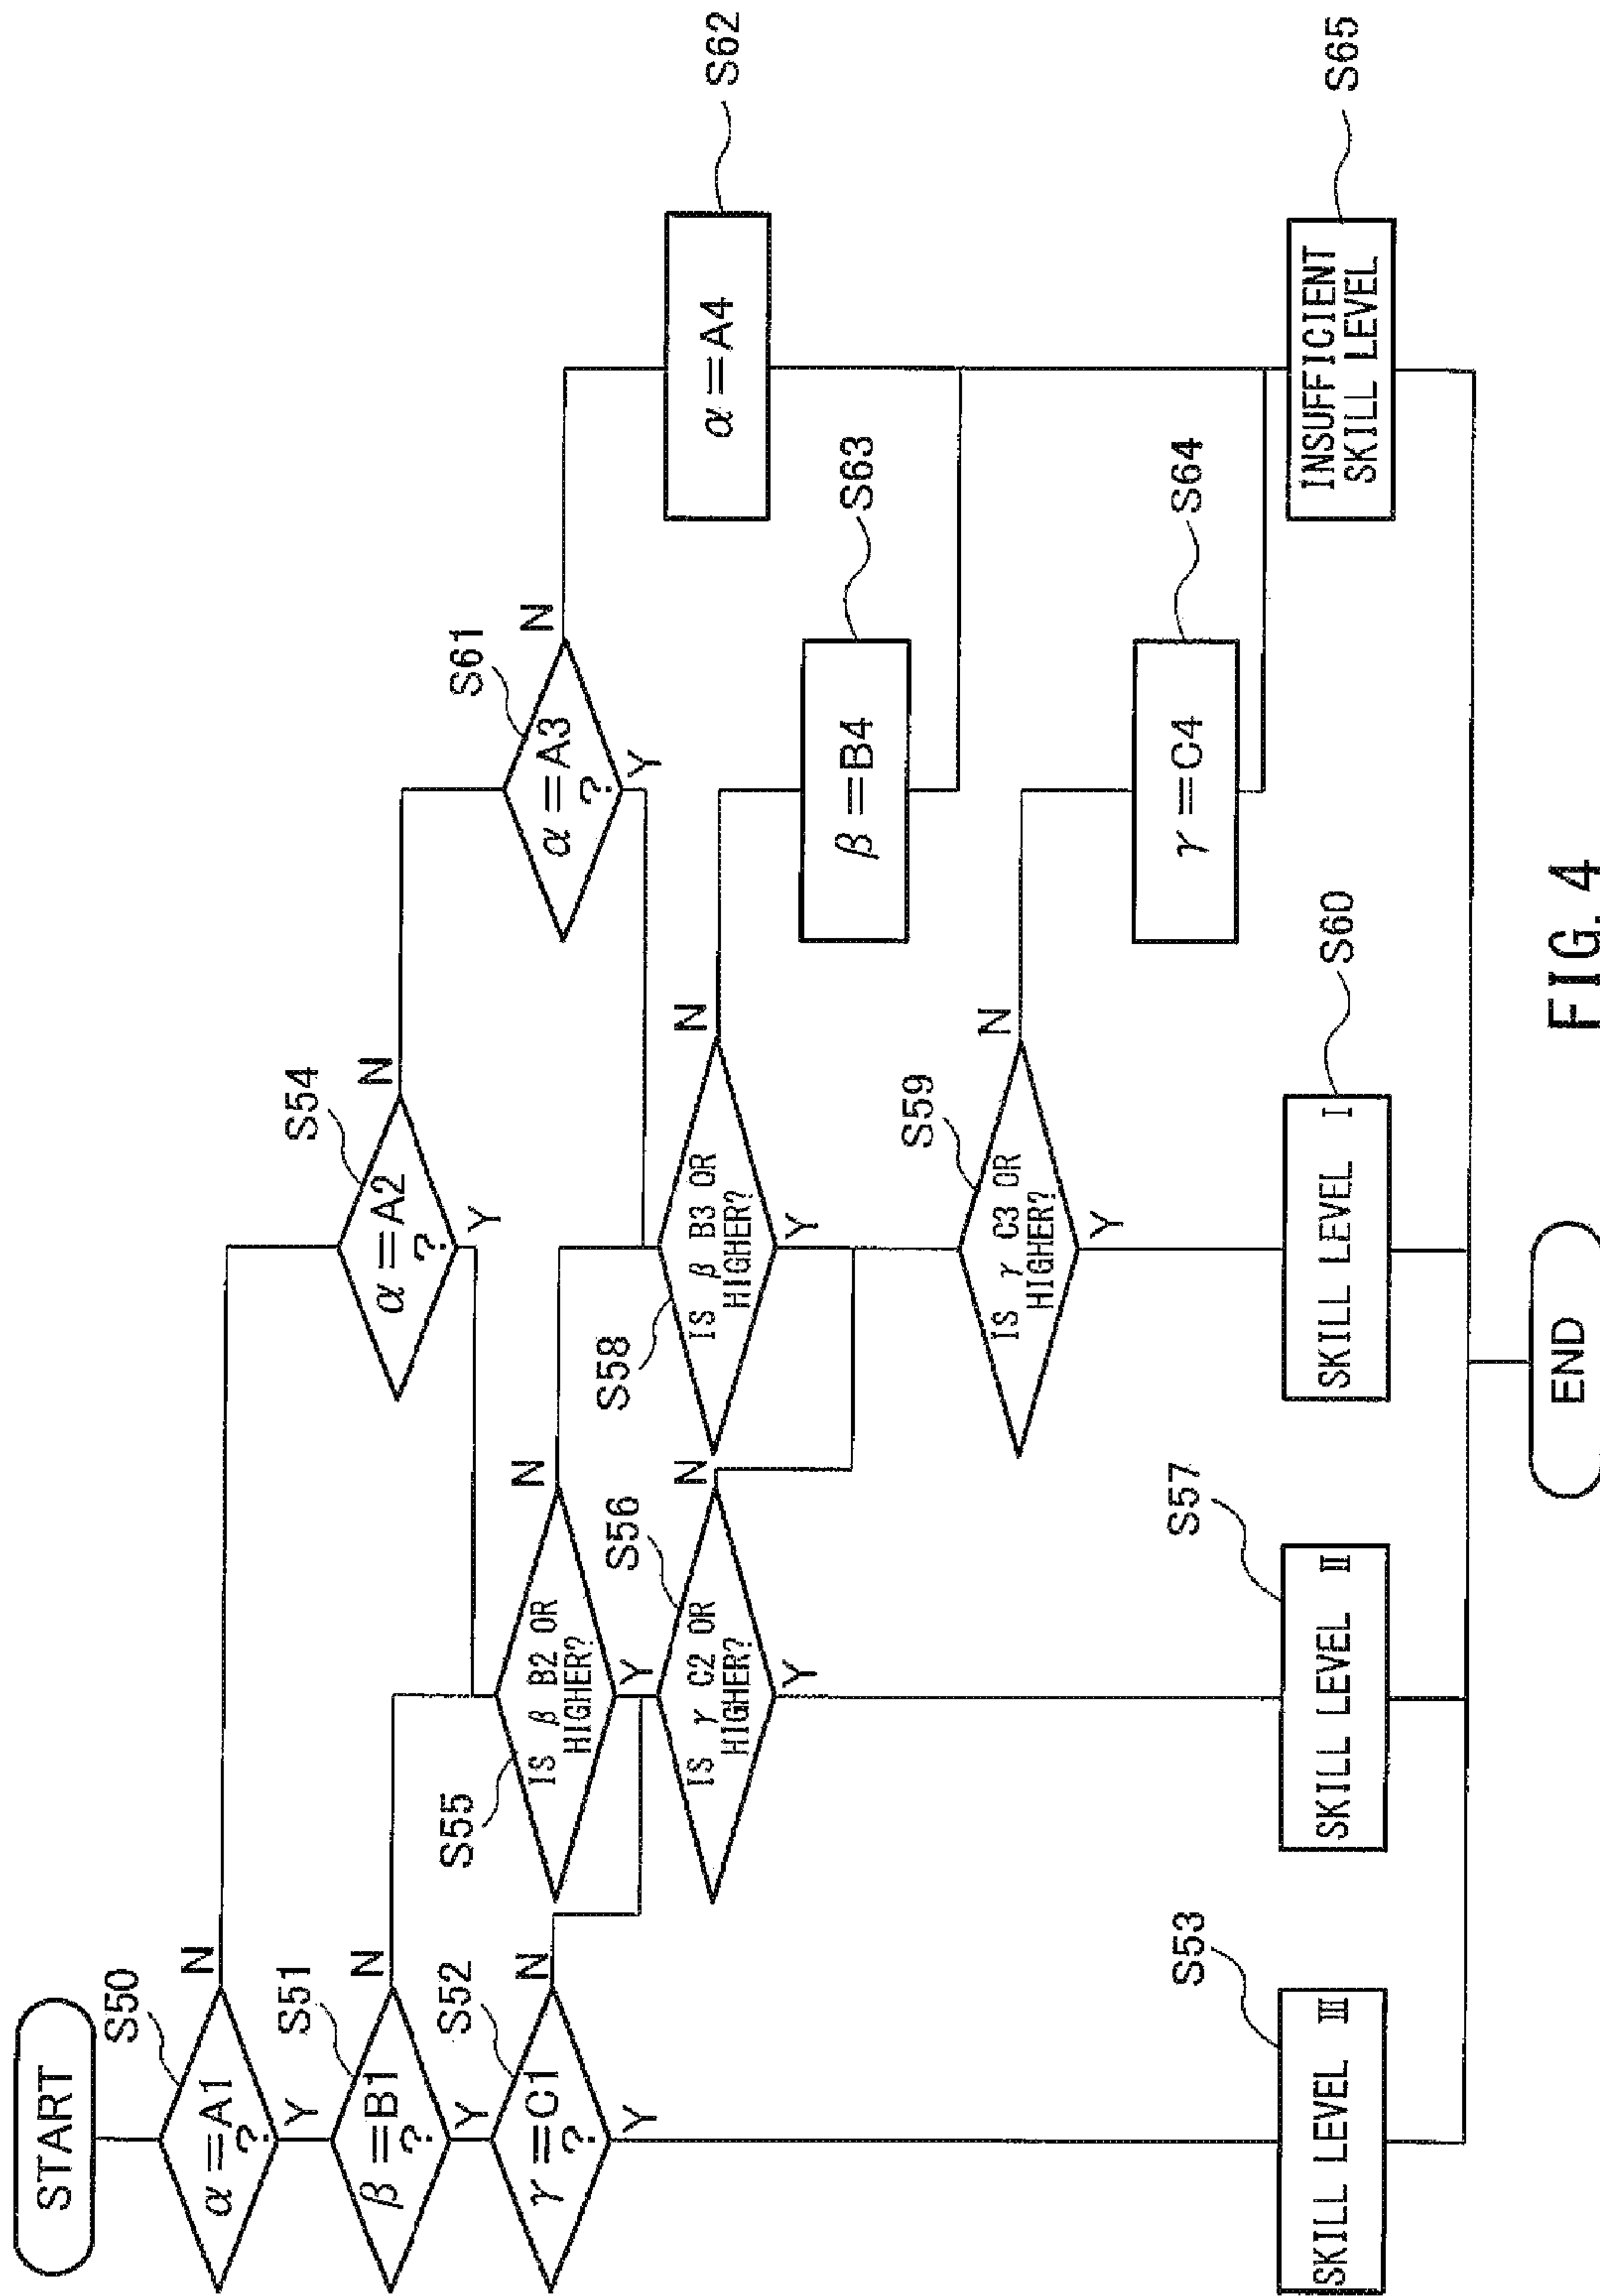 START
S50
α=A1
?
N
Y
S51
β=B1
?
N
Y
S52
γ=C1
?
N
Y
S53
SKILL LEVEL Ⅲ
S54
α=A2
?
N
Y
S55
IS β B2 OR
HIGHER?
N
Y
S56
IS γ C2 OR
HIGHER?
N
Y
S57
SKILL LEVEL Ⅱ
S58
IS β B3 OR
HIGHER?
N
Y
S59
IS γ C3 OR
HIGHER?
N
Y
S60
SKILL LEVEL Ⅰ
S61
α=A3
?
N
Y
S62
α=A4
S63
β=B4
S64
γ=C4
S65
INSUFFICIENT
SKILL LEVEL
END
FIG. 4